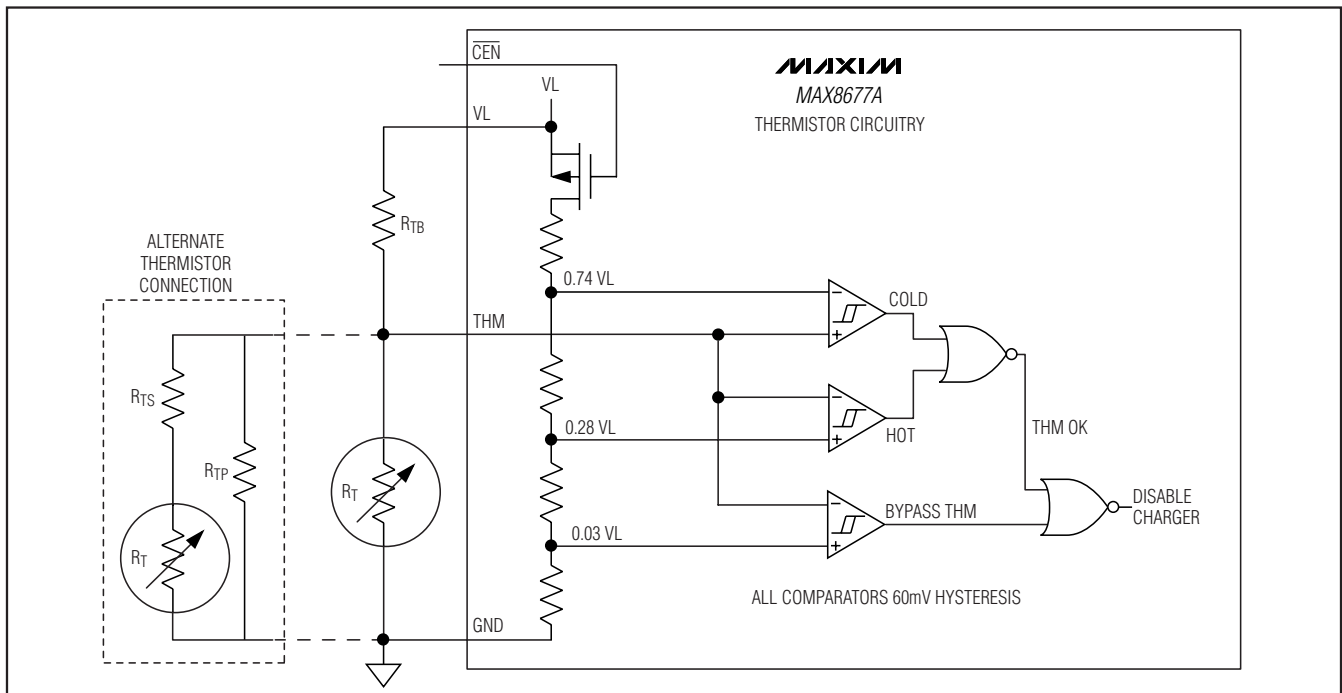 CEN
MAXIM
MAX8677A
THERMISTOR CIRCUITRY
VL
VL
RTB
ALTERNATE
THERMISTOR
CONNECTION
0.74 VL
COLD
THM
RTS
RTP
RT
0.28 VL
HOT
THM OK
RT
BYPASS THM
DISABLE
CHARGER
0.03 VL
ALL COMPARATORS 60mV HYSTERESIS
GND